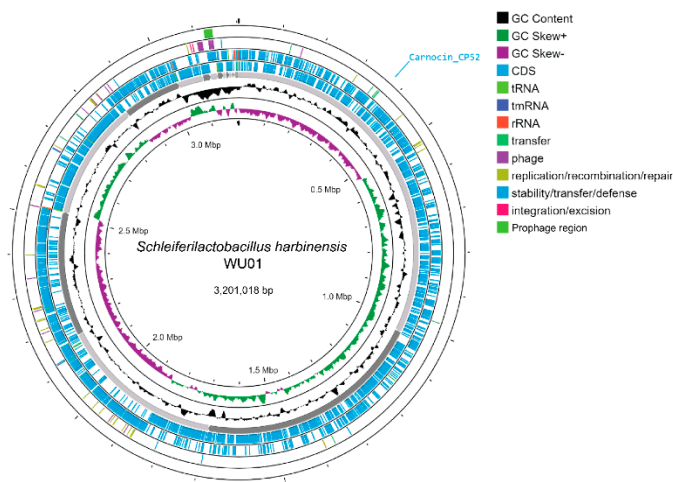 Carnocin_CP52
GC Content
GC Skew+
GC Skew-
CDS
tRNA
tmRNA
rRNA
transfer
phage
replication/recombination/repair
stability/transfer/defense
integration/excision
Prophage region
3.0 Mbp
0.5 Mbp
2.5 Mbp
Schleiferilactobacillus harbinensis
WU01
3,201,018 bp
1.0 Mbp
2.0 Mbp
1.5 Mbp